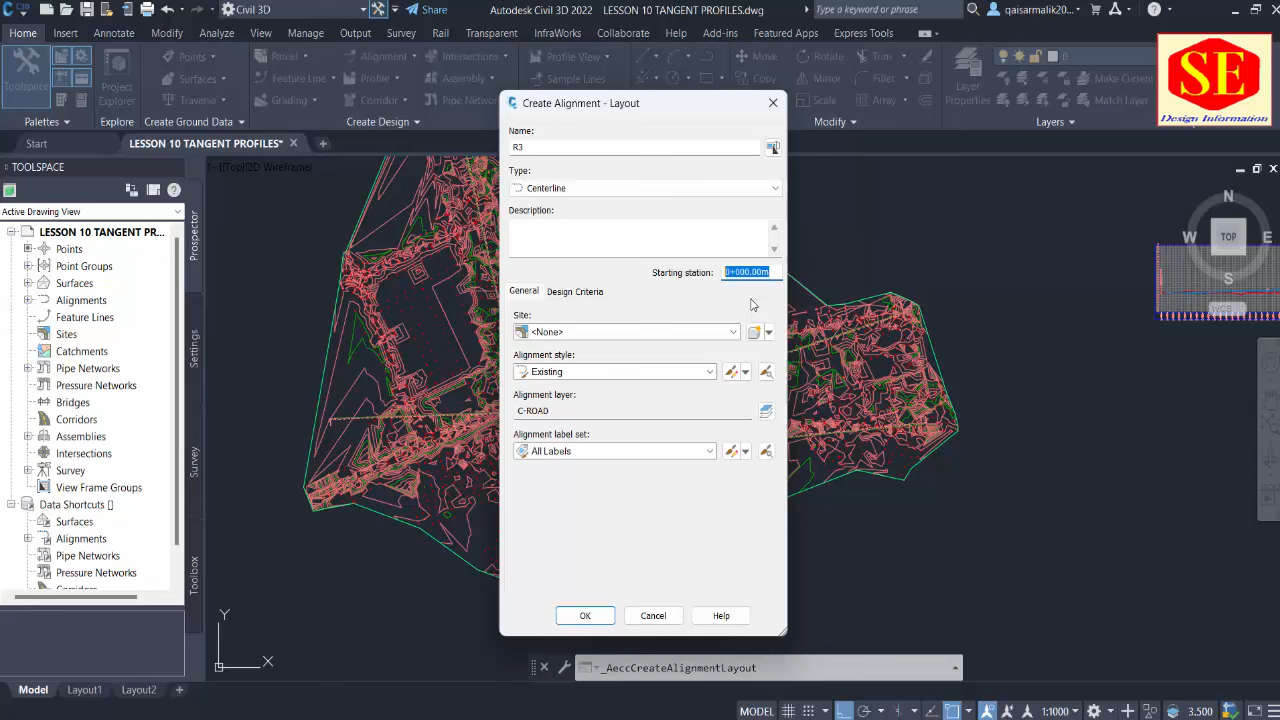 Civil 3D
Share
Autodesk Civil 3D 2022 LESSON 10 TANGENT PROFILES.dwg
Type a keyword or phrase
qaisarmalik20...
Home Insert Annotate Modify Analyze View Manage Output Survey Rail Transparent InfraWorks Collaborate Help Add-ins Featured Apps Express Tools
Toolspace
Palettes
Project Explorer
Explore
Points
Surfaces
Traverse
Create Ground Data
Parcel
Feature Line
Grading
Alignment
Profile
Corridor
Intersections
Assembly
Pipe Network
Create Design
Profile View
Sample Lines
Move
Copy
Rotate
Mirror
Scale
Trim
Fillet
Array
Modify
Layer Properties
0
Make Current
Match Layer
Layers
SE
Design Information
Start
LESSON 10 TANGENT PROFILES*
[-][Top][2D Wireframe]
TOOLSPACE
Active Drawing View
LESSON 10 TANGENT PR...
Points
Point Groups
Surfaces
Alignments
Feature Lines
Sites
Catchments
Pipe Networks
Pressure Networks
Bridges
Corridors
Assemblies
Intersections
Survey
View Frame Groups
Data Shortcuts []
Surfaces
Alignments
Pipe Networks
Pressure Networks
Corridors
Prospector
Settings
Survey
Toolbox
Create Alignment - Layout
Name:
R3
Type:
Centerline
Description:
Starting station: 0+000.00m
General Design Criteria
Site:
<None>
Alignment style:
Existing
Alignment layer:
C-ROAD
Alignment label set:
All Labels
OK Cancel Help
N
W TOP E
S
Y
X
_AeccCreateAlignmentLayout
Model Layout1 Layout2
MODEL
1:1000
3.500